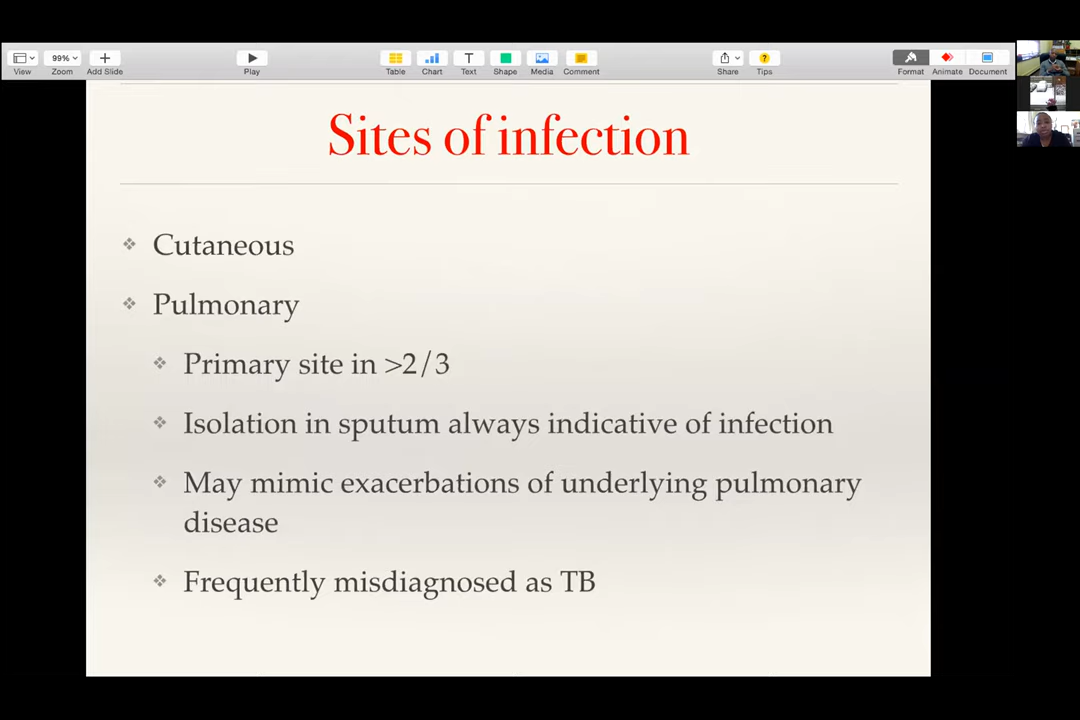 99%
View
Zoom
Add Slide
Play
Table
Chart
Text
Shape
Media
Comment
Share
Tips
Format
Animate
Document
Sites of infection
Cutaneous
Pulmonary
Primary site in >2/3
Isolation in sputum always indicative of infection
May mimic exacerbations of underlying pulmonary
disease
Frequently misdiagnosed as TB